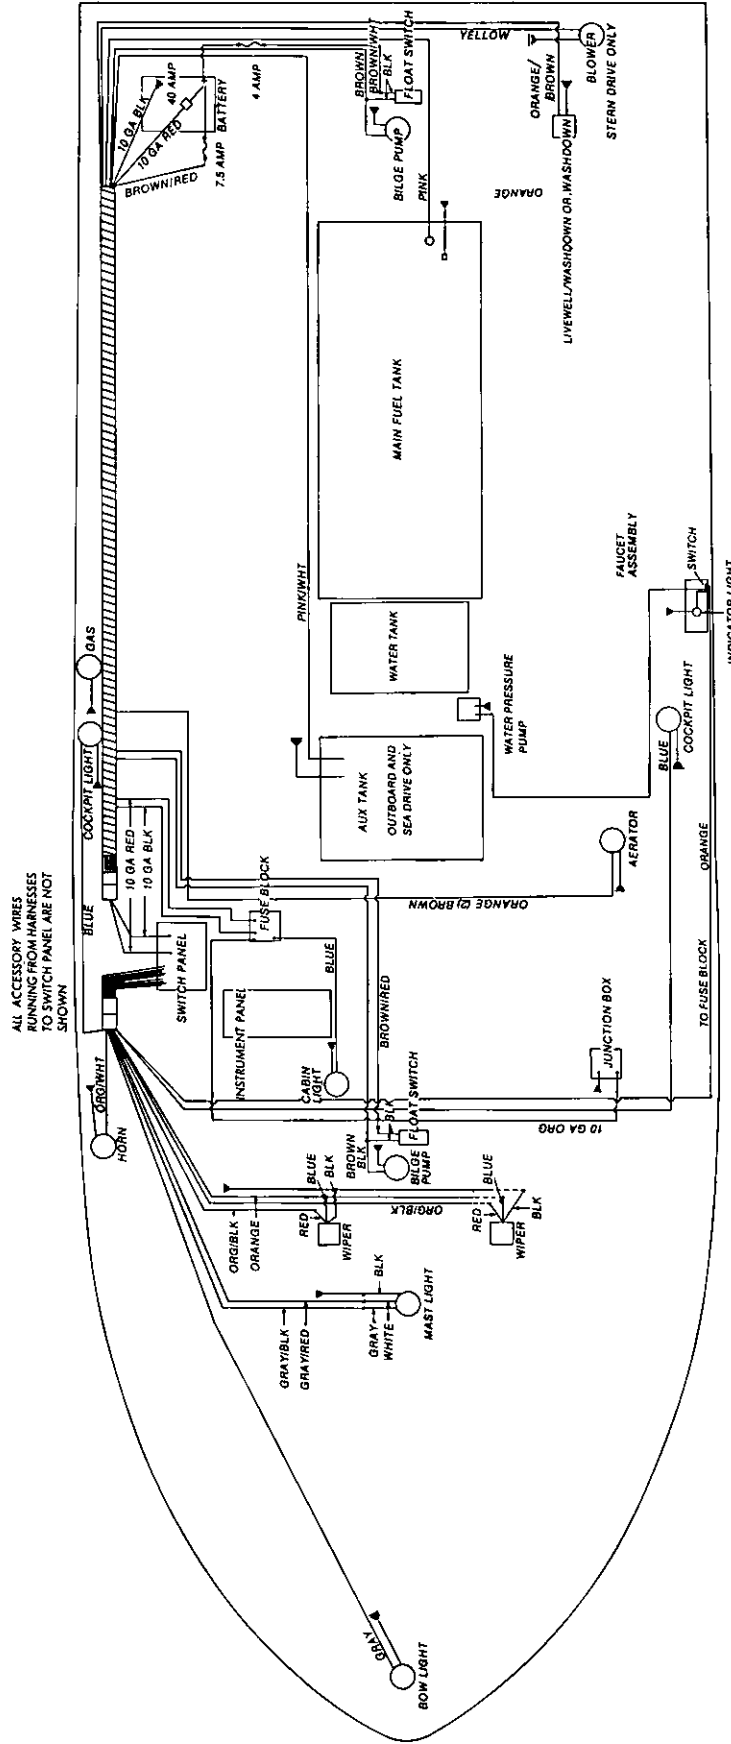 ALL ACCESSORY WIRES
RUNNING FROM HARNESSES
TO SWITCH PANEL ARE NOT
SHOWN
BOW LIGHT
GRAY
HORN
ORG/WHT
BLUE
COCKPIT LIGHT
GAS
GRAY/BLK
GRAY/RED
GRAY
WHITE
BLK
MAST LIGHT
ORG/BLK
ORANGE
RED
BLUE
BLK
WIPER
ORG/BLK
RED
BLUE
BLK
WIPER
BROWN
BLK
BILGE
PUMP
BLK
FLOAT SWITCH
BROWN/RED
CABIN
LIGHT
BLUE
INSTRUMENT PANEL
SWITCH PANEL
FUSE BLOCK
10 GA RED
10 GA BLK
10 GA ORG
JUNCTION BOX
ORANGE (2) BROWN
AERATOR
TO FUSE BLOCK
ORANGE
BLUE
COCKPIT LIGHT
AUX TANK
OUTBOARD AND
SEA DRIVE ONLY
WATER PRESSURE
PUMP
WATER TANK
PINK/WHT
MAIN FUEL TANK
FAUCET
ASSEMBLY
SWITCH
INDICATOR LIGHT
PINK
ORANGE
BROWN/RED
10 GA BLK
10 GA RED
40 AMP
BATTERY
7.5 AMP
4 AMP
BILGE PUMP
BROWN
BROWN/WHT
BLK
FLOAT SWITCH
YELLOW
ORANGE/
BROWN
LIVEWELL/WASHDOWN OR WASHDOWN
BLOWER
STERN DRIVE ONLY